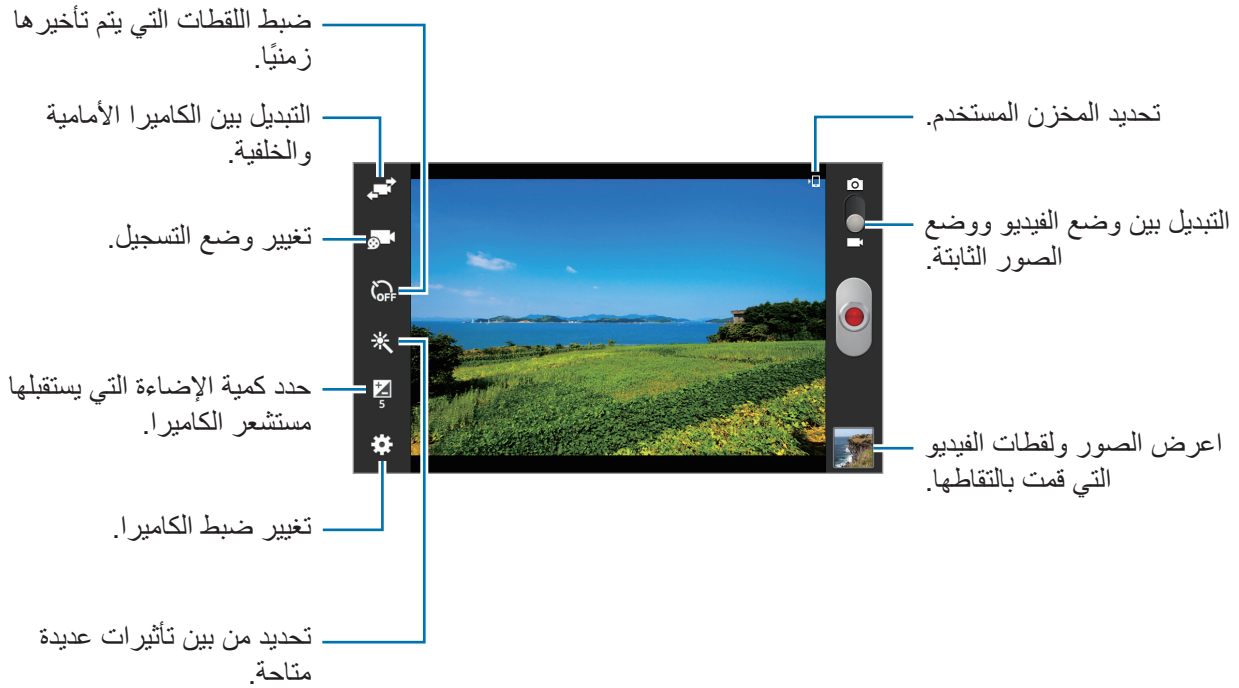 تحديد المخزن المستخدم.
التبديل بين وضع الفيديو ووضع
الصور الثابتة.
اعرض الصور ولقطات الفيديو
التي قمت بالتقاطها.
ضبط اللقطات التي يتم تأخيرها
زمنيًا.
التبديل بين الكاميرا الأمامية
والخلفية.
تغيير وضع التسجيل.
OFF
حدد كمية الإضاءة التي يستقبلها
مستشعر الكاميرا.
5
تغيير ضبط الكاميرا.
تحديد من بين تأثيرات عديدة
متاحة.